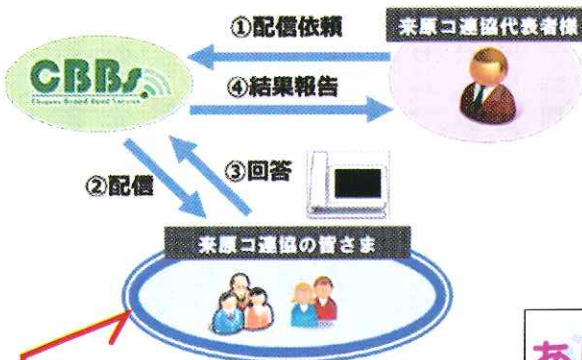 ①配信依頼
来原コ連協代表者様
CBBs
Chupea Broad Band Service
④結果報告
②配信
③回答
来原コ連協の皆さま
あ